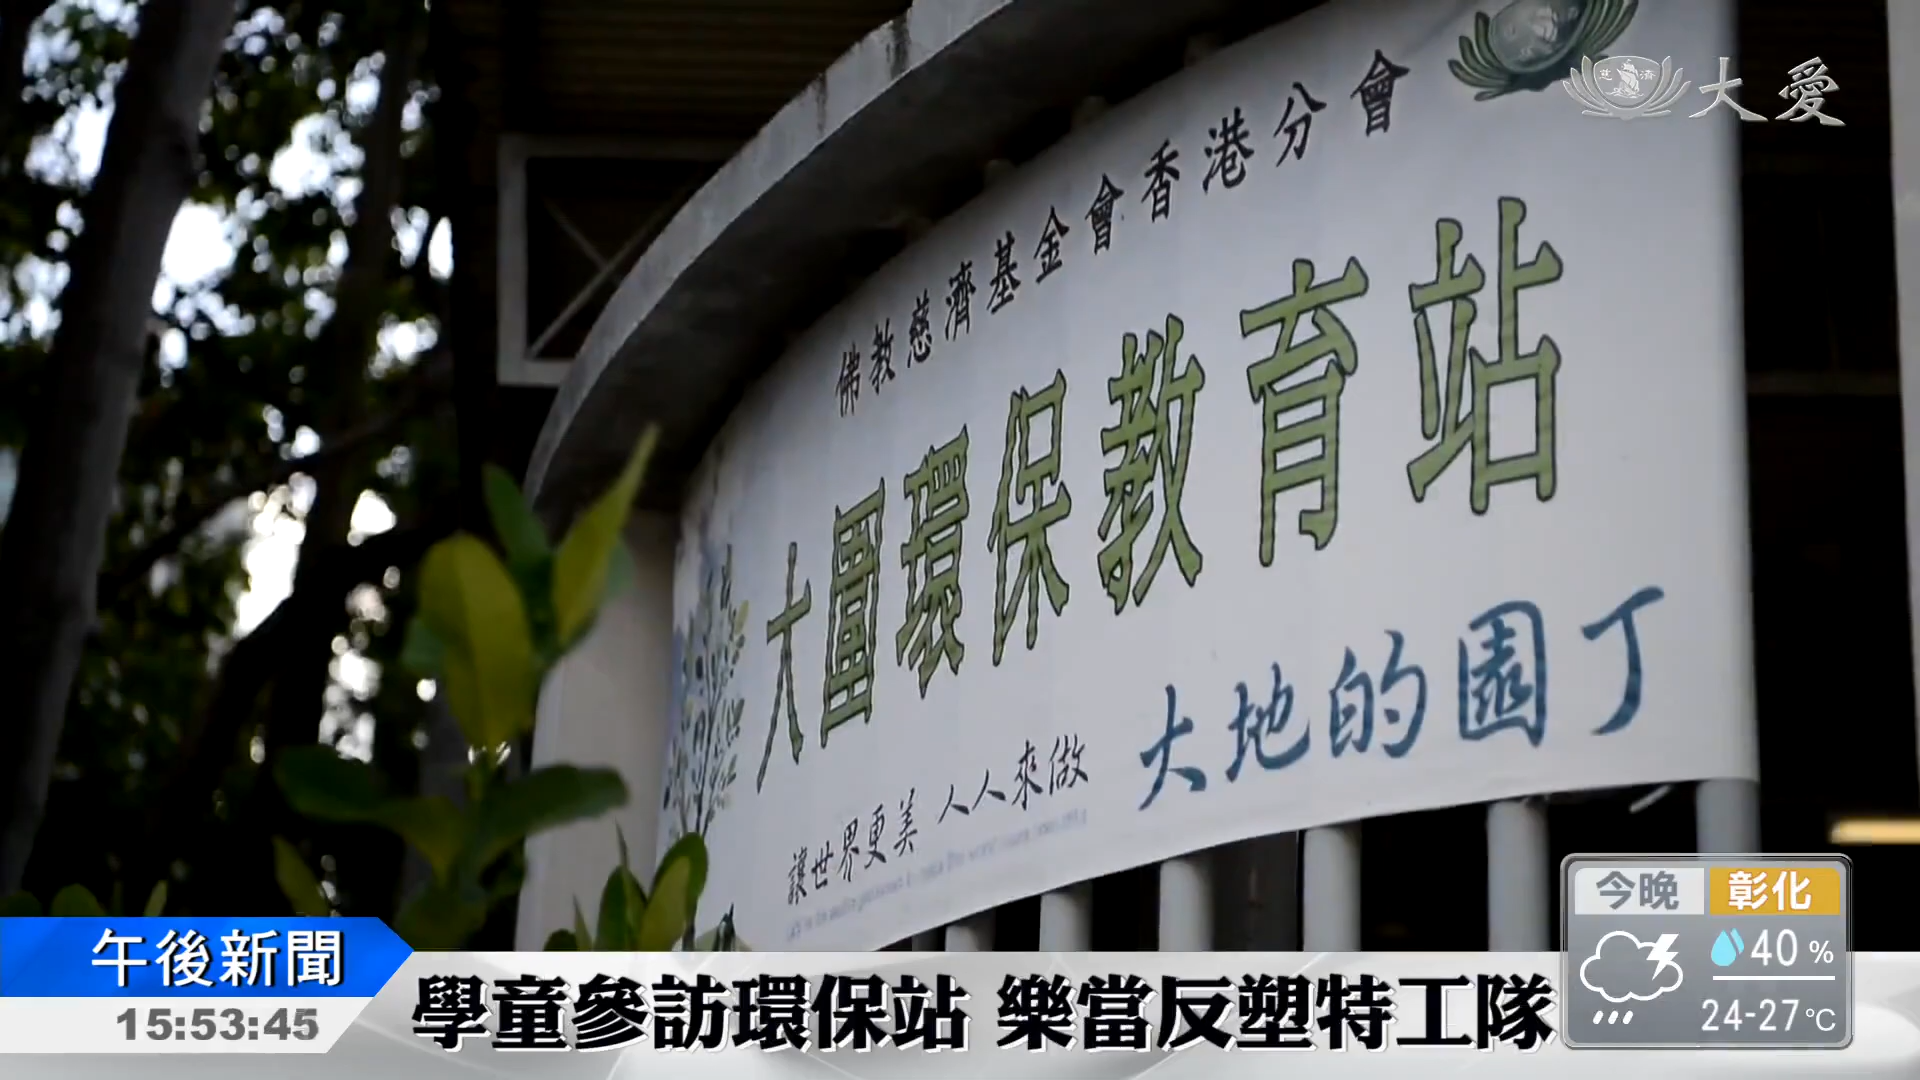 大愛
佛教慈濟基金會香港分會
大圍環保教育站
讓世界更美 人人來做
大地的園丁
今晚 彰化
40 %
24-27°C
午後新聞
15:53:45
學童參訪環保站 樂當反塑特工隊